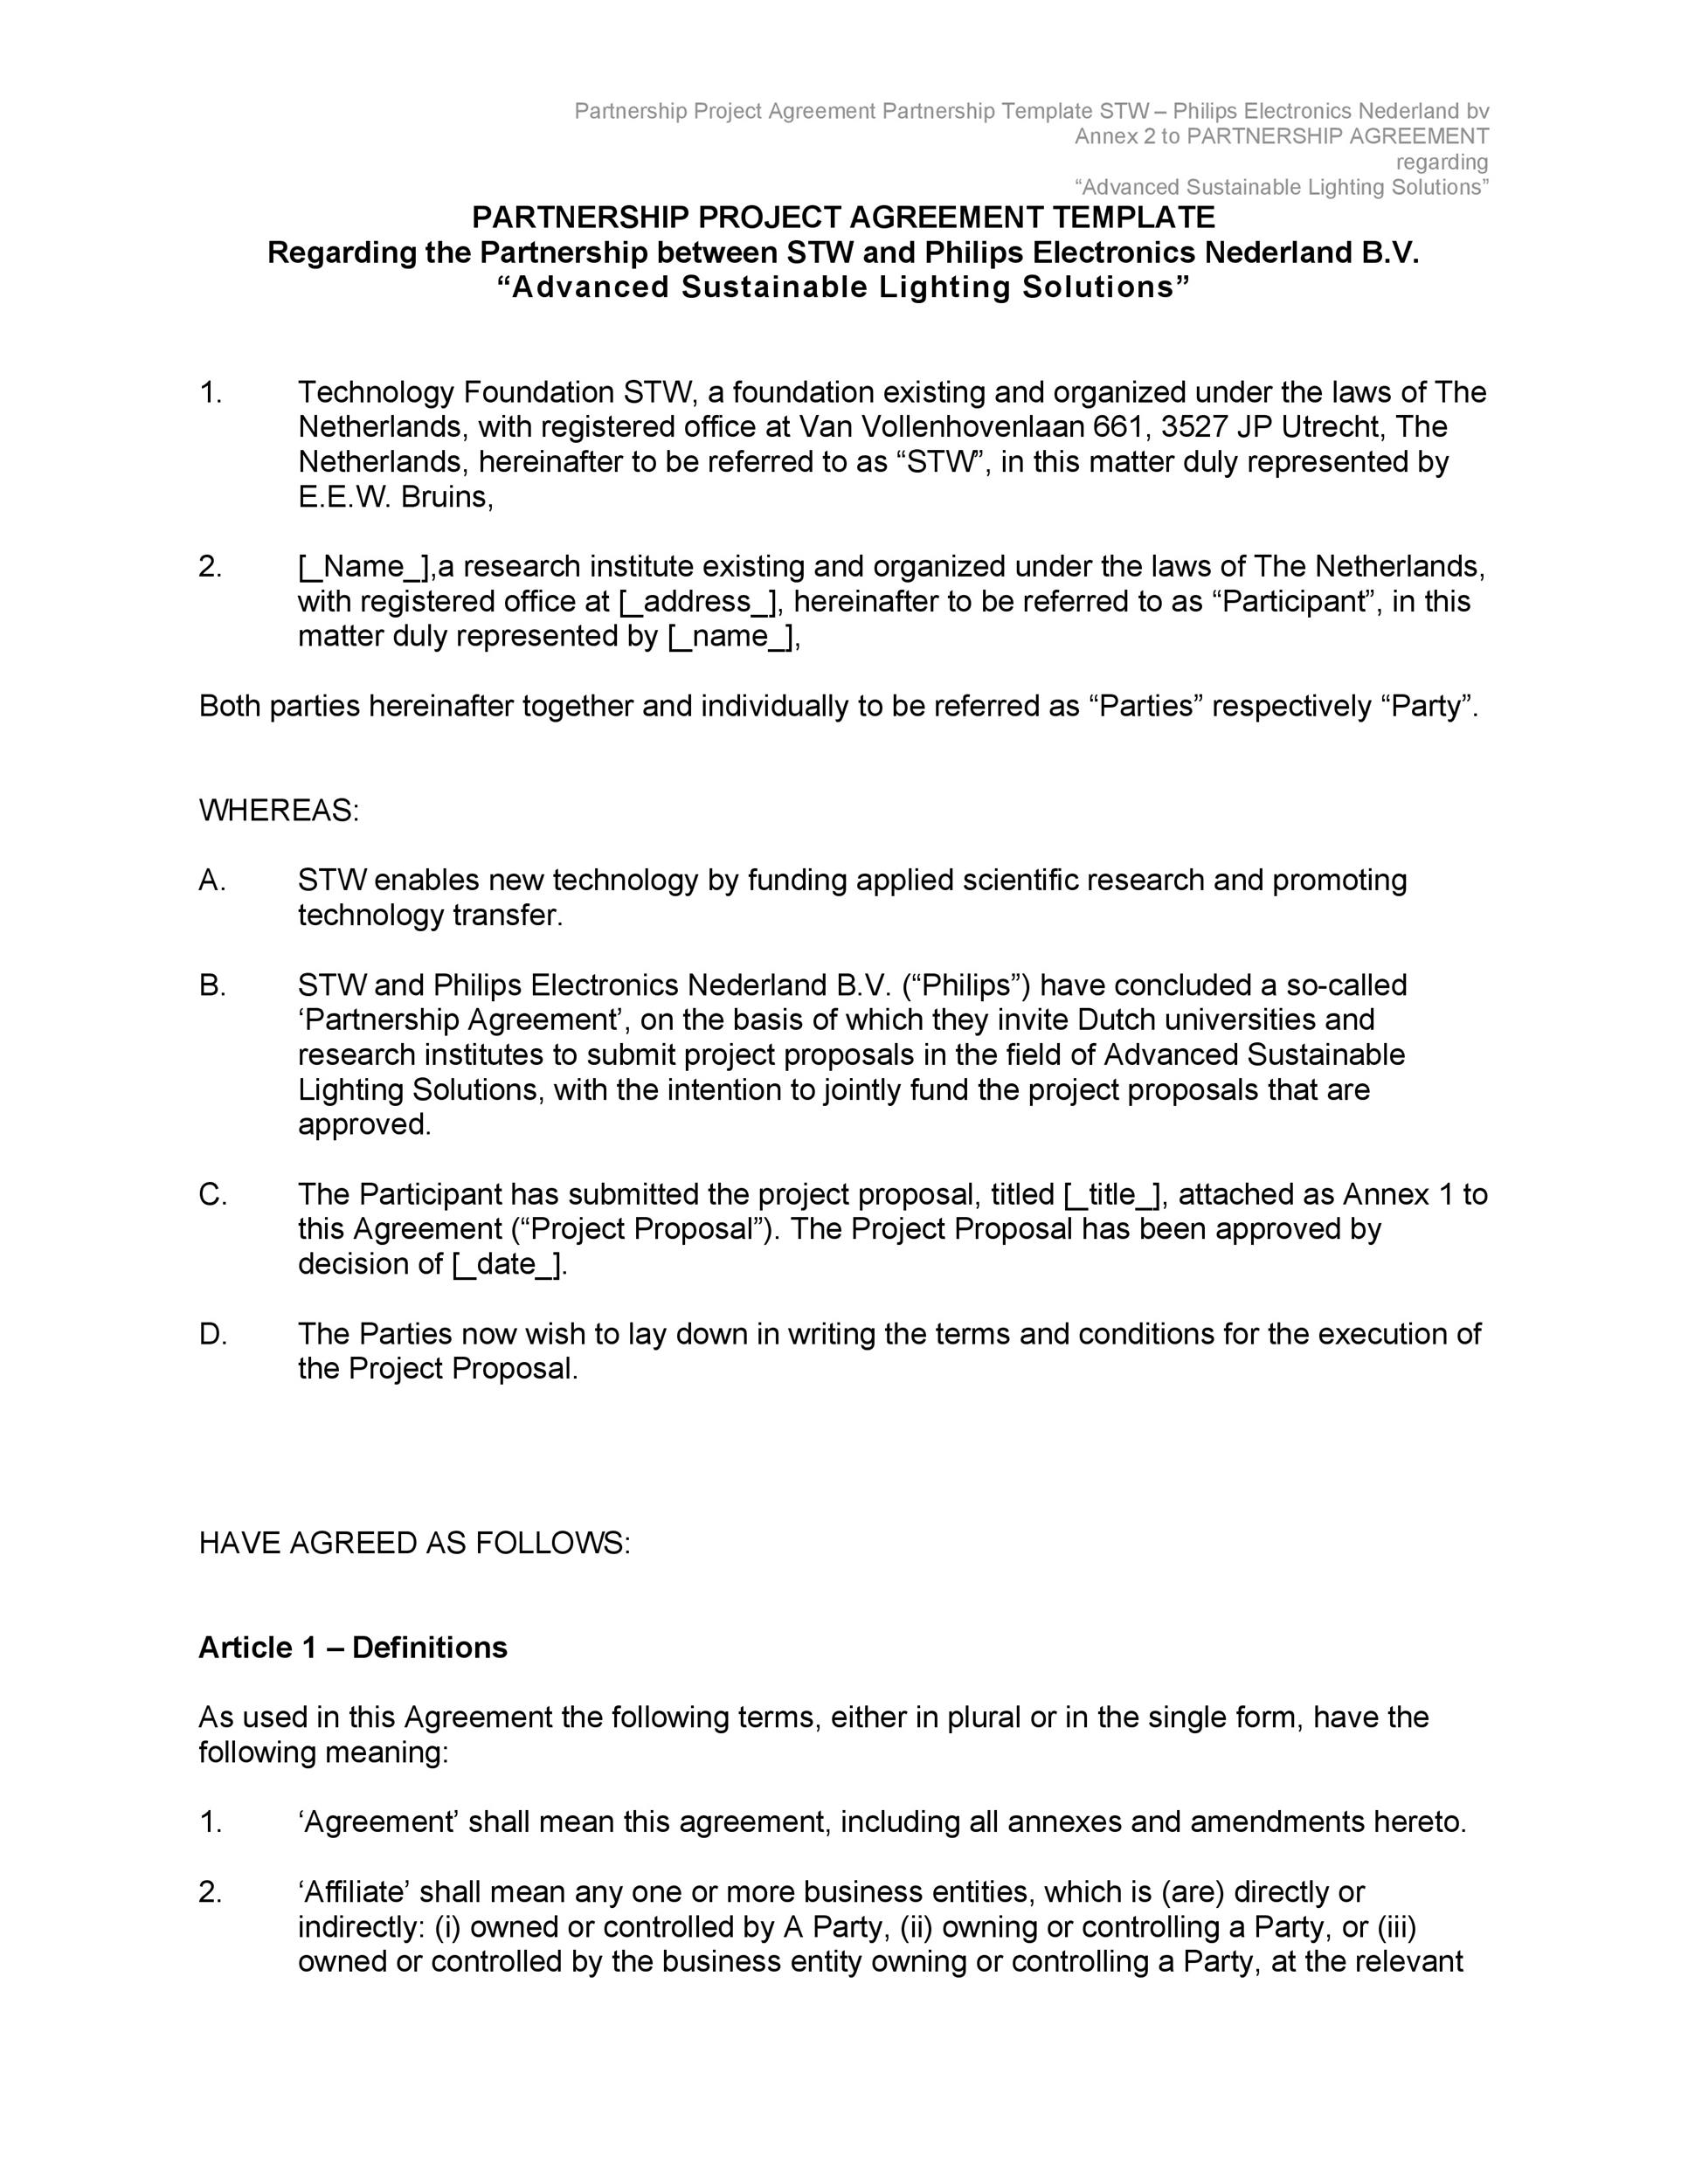 Partnership Project Agreement Partnership Template STW – Philips Electronics Nederland bv
Annex 2 to PARTNERSHIP AGREEMENT
regarding
“Advanced Sustainable Lighting Solutions”
PARTNERSHIP PROJECT AGREEMENT TEMPLATE
Regarding the Partnership between STW and Philips Electronics Nederland B.V.
“Advanced Sustainable Lighting Solutions”
1. Technology Foundation STW, a foundation existing and organized under the laws of The
Netherlands, with registered office at Van Vollenhovenlaan 661, 3527 JP Utrecht, The
Netherlands, hereinafter to be referred to as “STW”, in this matter duly represented by
E.E.W. Bruins,
2. [_Name_],a research institute existing and organized under the laws of The Netherlands,
with registered office at [_address_], hereinafter to be referred to as “Participant”, in this
matter duly represented by [_name_],
Both parties hereinafter together and individually to be referred as “Parties” respectively “Party”.
WHEREAS:
A. STW enables new technology by funding applied scientific research and promoting
technology transfer.
B. STW and Philips Electronics Nederland B.V. (“Philips”) have concluded a so-called
‘Partnership Agreement’, on the basis of which they invite Dutch universities and
research institutes to submit project proposals in the field of Advanced Sustainable
Lighting Solutions, with the intention to jointly fund the project proposals that are
approved.
C. The Participant has submitted the project proposal, titled [_title_], attached as Annex 1 to
this Agreement (“Project Proposal”). The Project Proposal has been approved by
decision of [_date_].
D. The Parties now wish to lay down in writing the terms and conditions for the execution of
the Project Proposal.
HAVE AGREED AS FOLLOWS:
Article 1 – Definitions
As used in this Agreement the following terms, either in plural or in the single form, have the
following meaning:
1. ‘Agreement’ shall mean this agreement, including all annexes and amendments hereto.
2. ‘Affiliate’ shall mean any one or more business entities, which is (are) directly or
indirectly: (i) owned or controlled by A Party, (ii) owning or controlling a Party, or (iii)
owned or controlled by the business entity owning or controlling a Party, at the relevant